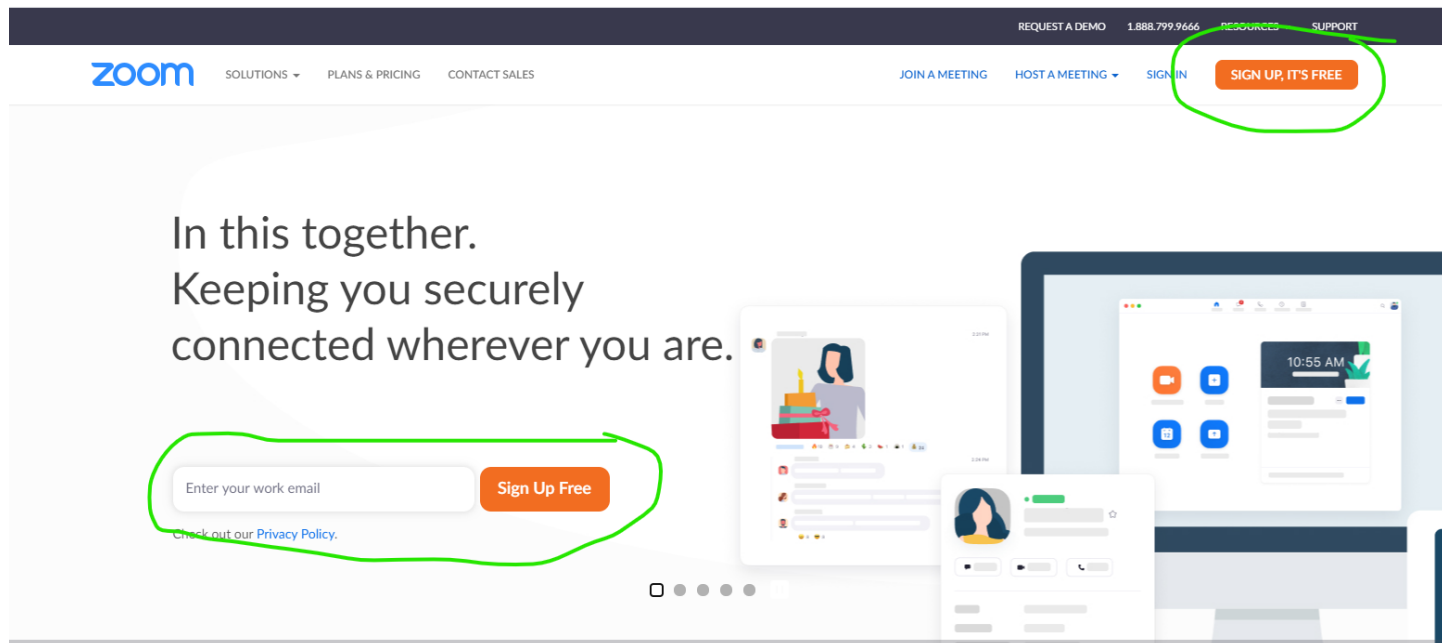 REQUEST A DEMO 1.888.799.9666 RESOURCES SUPPORT
zoom SOLUTIONS PLANS & PRICING CONTACT SALES JOIN A MEETING HOST A MEETING SIGN IN SIGN UP, IT'S FREE
In this together.
Keeping you securely
connected wherever you are.
10:55 AM
Enter your work email Sign Up Free
Check out our Privacy Policy.